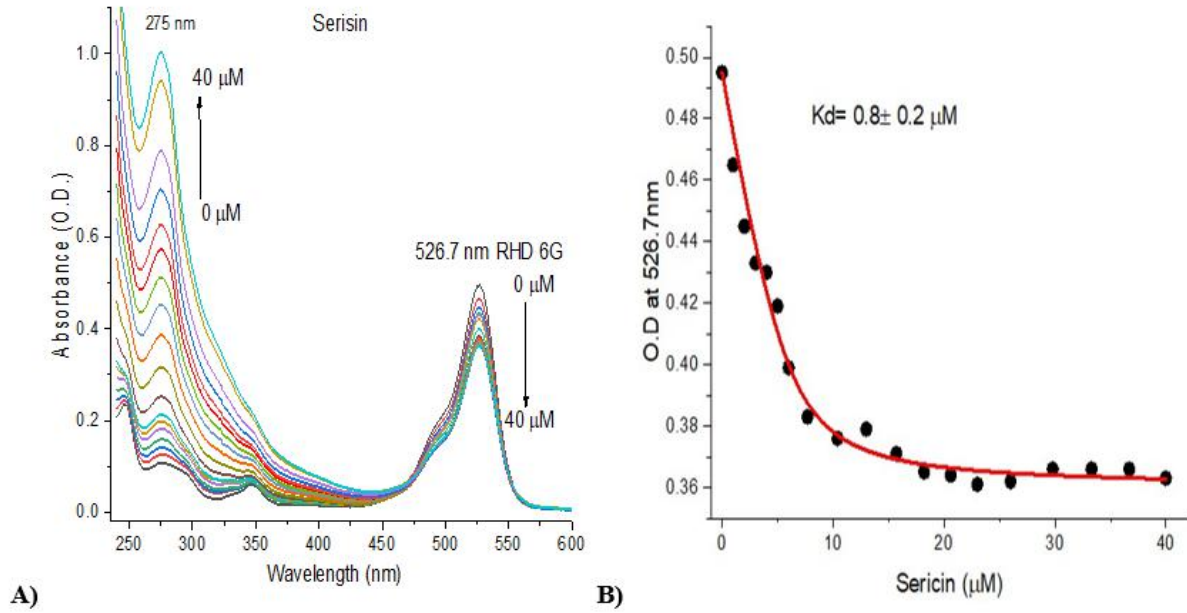 275 nm
Serisin
40 μM
0 μM
526.7 nm RHD 6G
0 μM
40 μM
1.0
0.8
0.6
0.4
0.2
0.0
Absorbance (O.D.)
250 300 350 400 450 500 550 600
Wavelength (nm)
A)
Kd= 0.8± 0.2 μM
0.50
0.48
0.46
0.44
0.42
0.40
0.38
0.36
O.D at 526.7nm
0 10 20 30 40
Sericin (μM)
B)